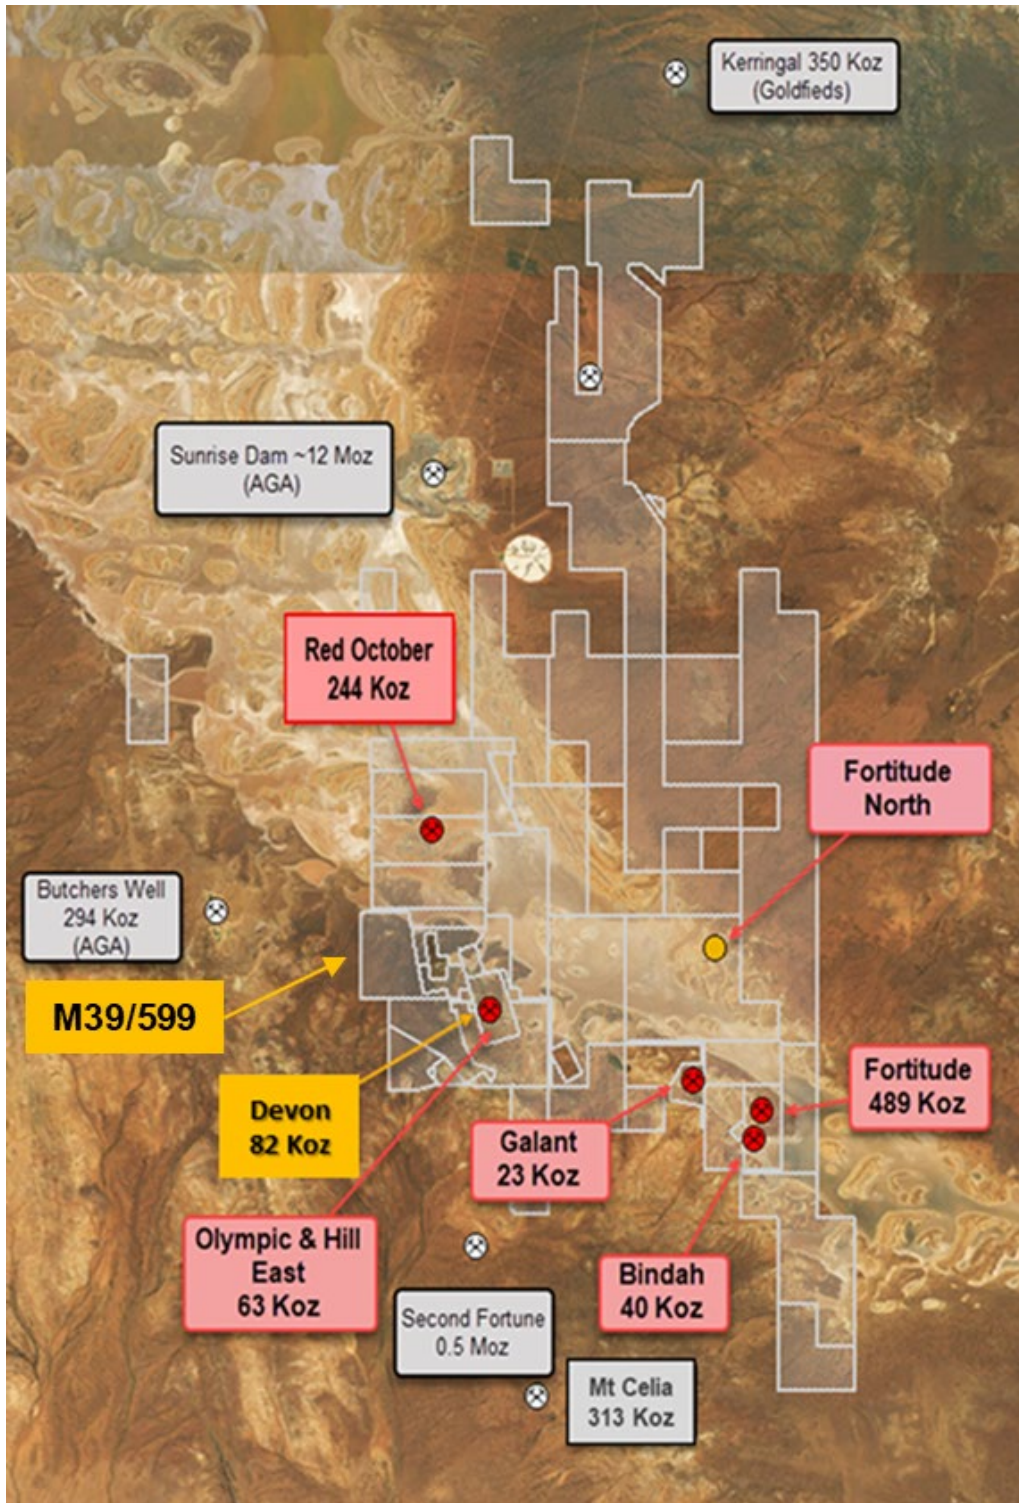 Kerringal 350 Koz
(Goldfieds)
Sunrise Dam ~12 Moz
(AGA)
Red October
244 Koz
Fortitude
North
Butchers Well
294 Koz
(AGA)
M39/599
Devon
82 Koz
Fortitude
489 Koz
Galant
23 Koz
Olympic & Hill
East
63 Koz
Bindah
40 Koz
Second Fortune
0.5 Moz
Mt Celia
313 Koz